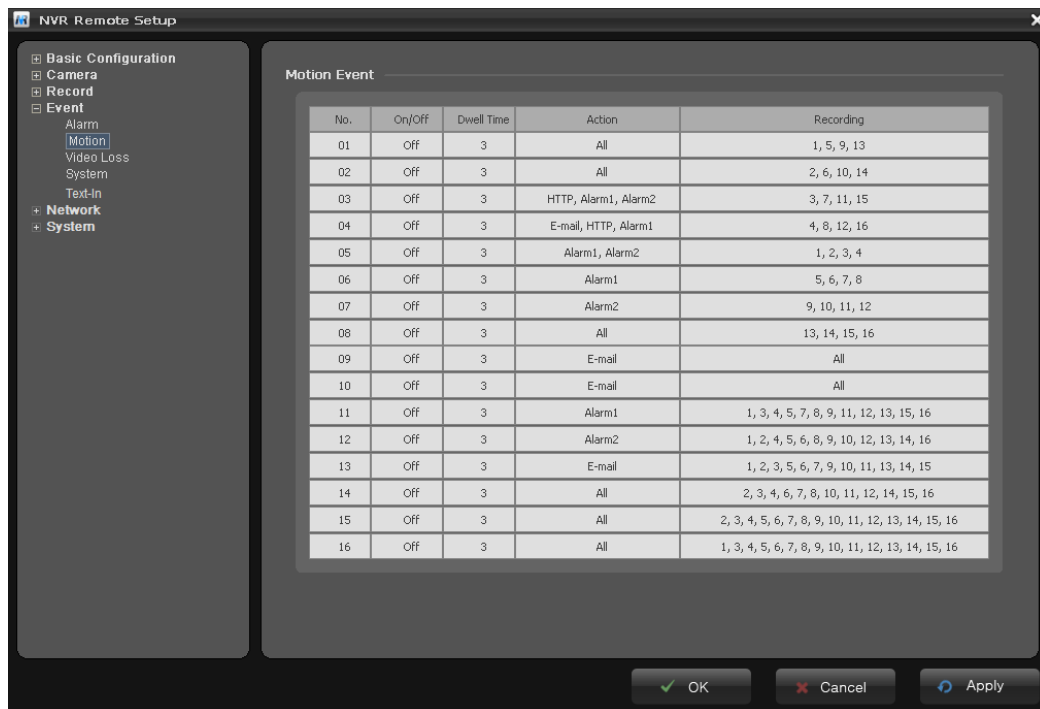 NVR Remote Setup
Basic Configuration
Camera
Record
Event
Alarm
Motion
Video Loss
System
Text-In
Network
System
Motion Event
No. On/Off Dwell Time Action Recording
01 Off 3 All 1, 5, 9, 13
02 Off 3 All 2, 6, 10, 14
03 Off 3 HTTP, Alarm1, Alarm2 3, 7, 11, 15
04 Off 3 E-mail, HTTP, Alarm1 4, 8, 12, 16
05 Off 3 Alarm1, Alarm2 1, 2, 3, 4
06 Off 3 Alarm1 5, 6, 7, 8
07 Off 3 Alarm2 9, 10, 11, 12
08 Off 3 All 13, 14, 15, 16
09 Off 3 E-mail All
10 Off 3 E-mail All
11 Off 3 Alarm1 1, 3, 4, 5, 7, 8, 9, 11, 12, 13, 15, 16
12 Off 3 Alarm2 1, 2, 4, 5, 6, 8, 9, 10, 12, 13, 14, 16
13 Off 3 E-mail 1, 2, 3, 5, 6, 7, 9, 10, 11, 13, 14, 15
14 Off 3 All 2, 3, 4, 6, 7, 8, 10, 11, 12, 14, 15, 16
15 Off 3 All 2, 3, 4, 5, 6, 7, 8, 9, 10, 11, 12, 13, 14, 15, 16
16 Off 3 All 1, 3, 4, 5, 6, 7, 8, 9, 10, 11, 12, 13, 14, 15, 16
OK Cancel Apply